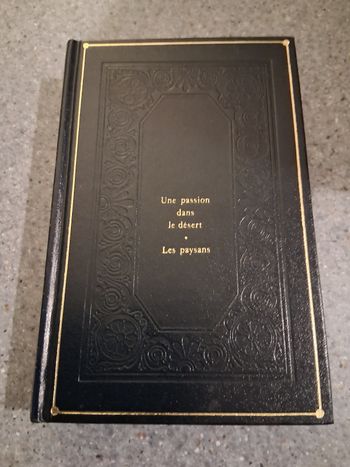 Une passion
dans
le désert
•
Les paysans